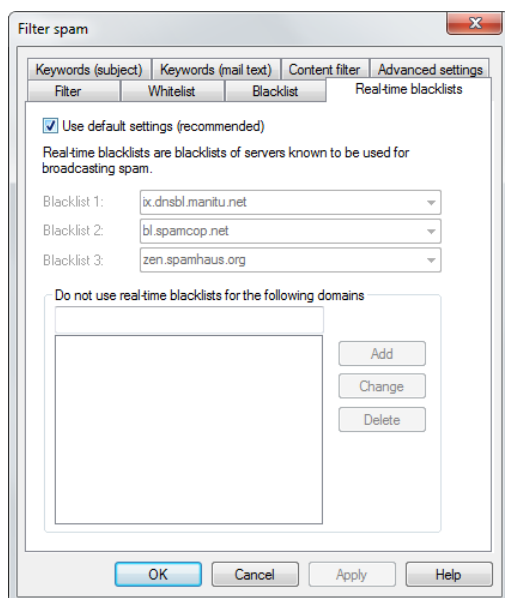 Filter spam
Keywords (subject) Keywords (mail text) Content filter Advanced settings
Filter Whitelist Blacklist Real-time blacklists
Use default settings (recommended)
Real-time blacklists are blacklists of servers known to be used for
broadcasting spam.
Blacklist 1: ix.dnsbl.manitu.net
Blacklist 2: bl.spamcop.net
Blacklist 3: zen.spamhaus.org
Do not use real-time blacklists for the following domains
Add
Change
Delete
OK Cancel Apply Help